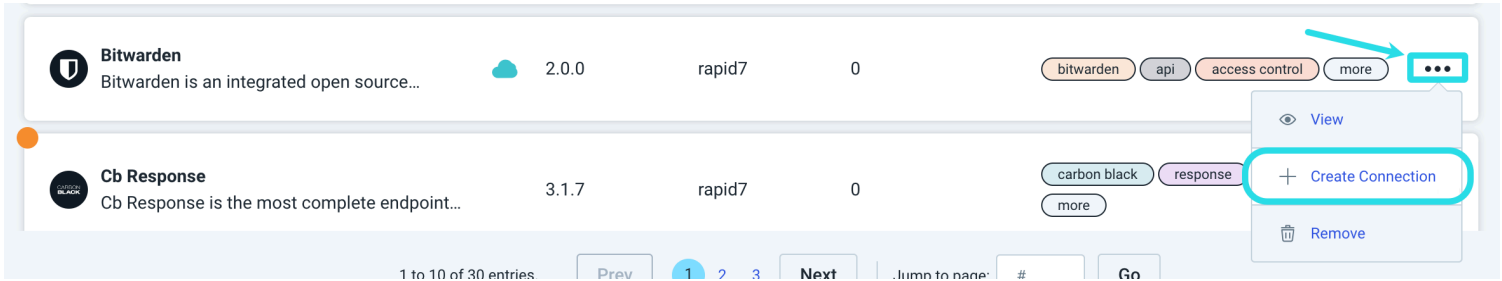 Bitwarden
Bitwarden is an integrated open source...
2.0.0
rapid7
0
bitwarden
api
access control
more
View
Create Connection
Remove
CARBON
BLACK
Cb Response
Cb Response is the most complete endpoint...
3.1.7
rapid7
0
carbon black
response
more
1 to 10 of 30 entries.
Prev
1
2
3
Next
Jump to page:
#
Go